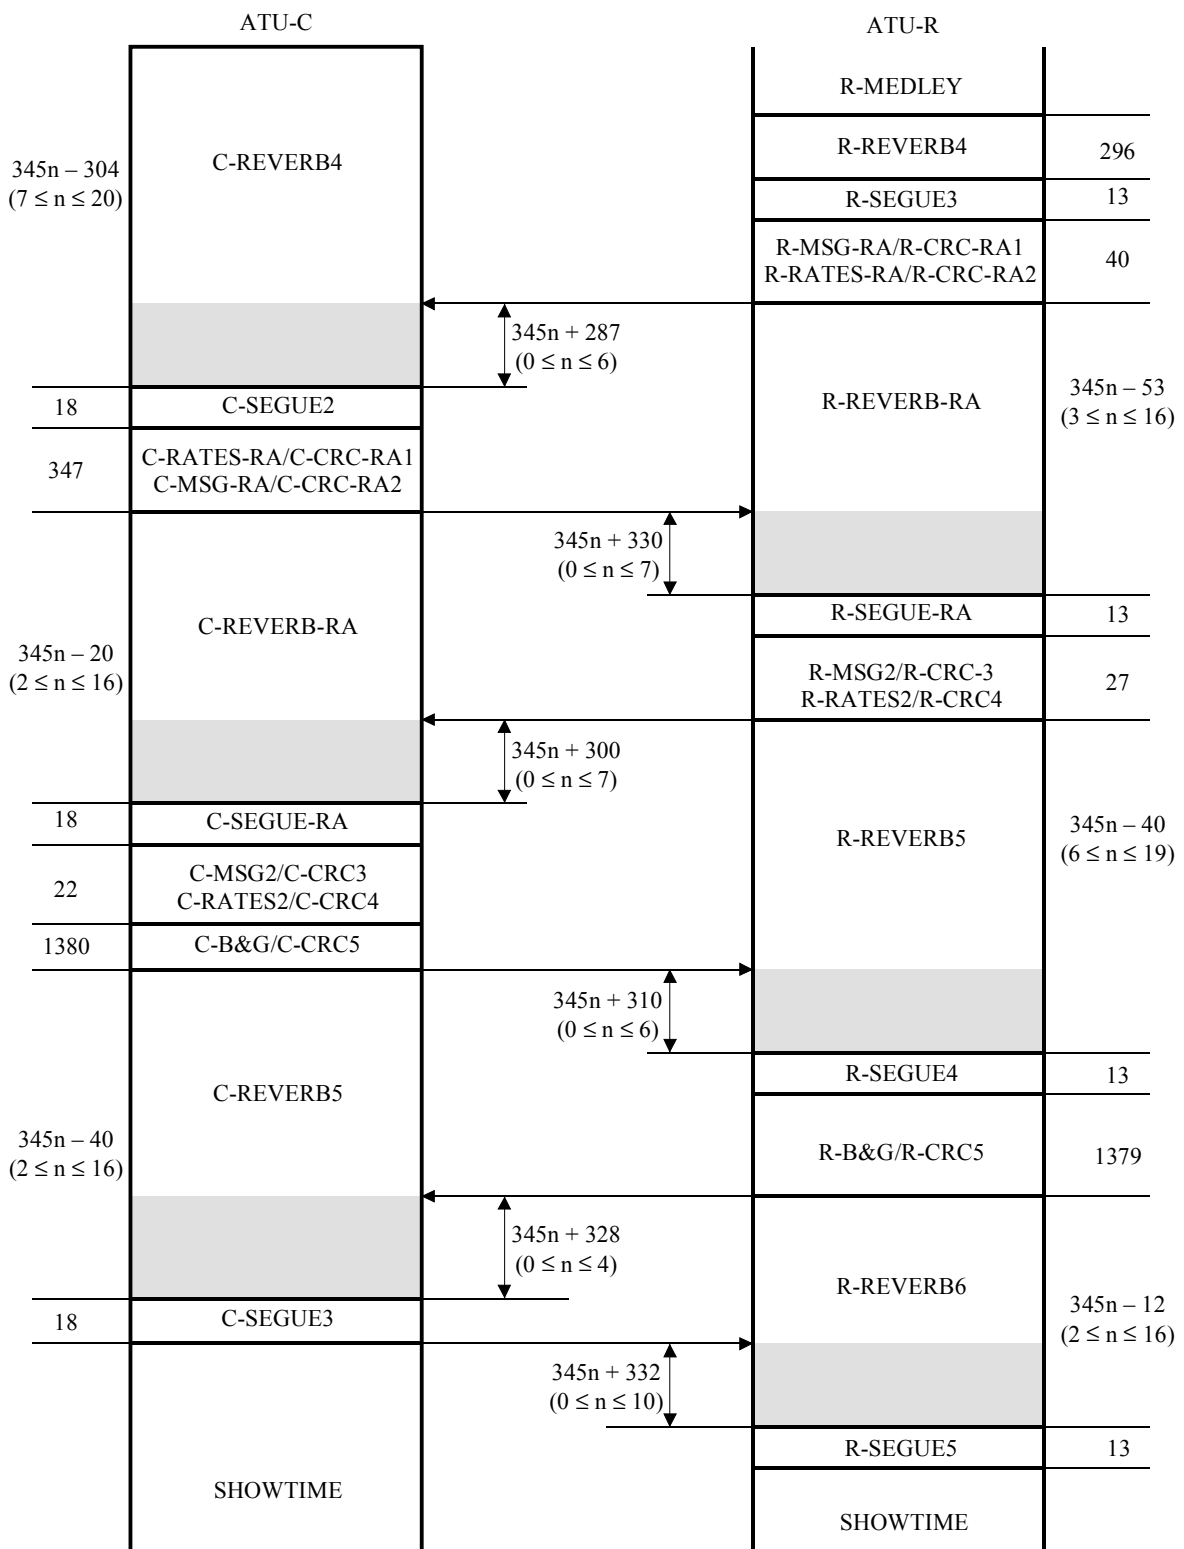 ATU-C
ATU-R
R-MEDLEY
C-REVERB4
345n – 304
(7 ≤ n ≤ 20)
R-REVERB4
296
R-SEGUE3
13
R-MSG-RA/R-CRC-RA1
R-RATES-RA/R-CRC-RA2
40
345n + 287
(0 ≤ n ≤ 6)
18
C-SEGUE2
R-REVERB-RA
345n – 53
(3 ≤ n ≤ 16)
347
C-RATES-RA/C-CRC-RA1
C-MSG-RA/C-CRC-RA2
345n + 330
(0 ≤ n ≤ 7)
C-REVERB-RA
345n – 20
(2 ≤ n ≤ 16)
R-SEGUE-RA
13
R-MSG2/R-CRC-3
R-RATES2/R-CRC4
27
345n + 300
(0 ≤ n ≤ 7)
18
C-SEGUE-RA
R-REVERB5
345n – 40
(6 ≤ n ≤ 19)
22
C-MSG2/C-CRC3
C-RATES2/C-CRC4
1380
C-B&G/C-CRC5
345n + 310
(0 ≤ n ≤ 6)
C-REVERB5
R-SEGUE4
13
345n – 40
(2 ≤ n ≤ 16)
R-B&G/R-CRC5
1379
345n + 328
(0 ≤ n ≤ 4)
R-REVERB6
345n – 12
(2 ≤ n ≤ 16)
18
C-SEGUE3
345n + 332
(0 ≤ n ≤ 10)
R-SEGUE5
13
SHOWTIME
SHOWTIME